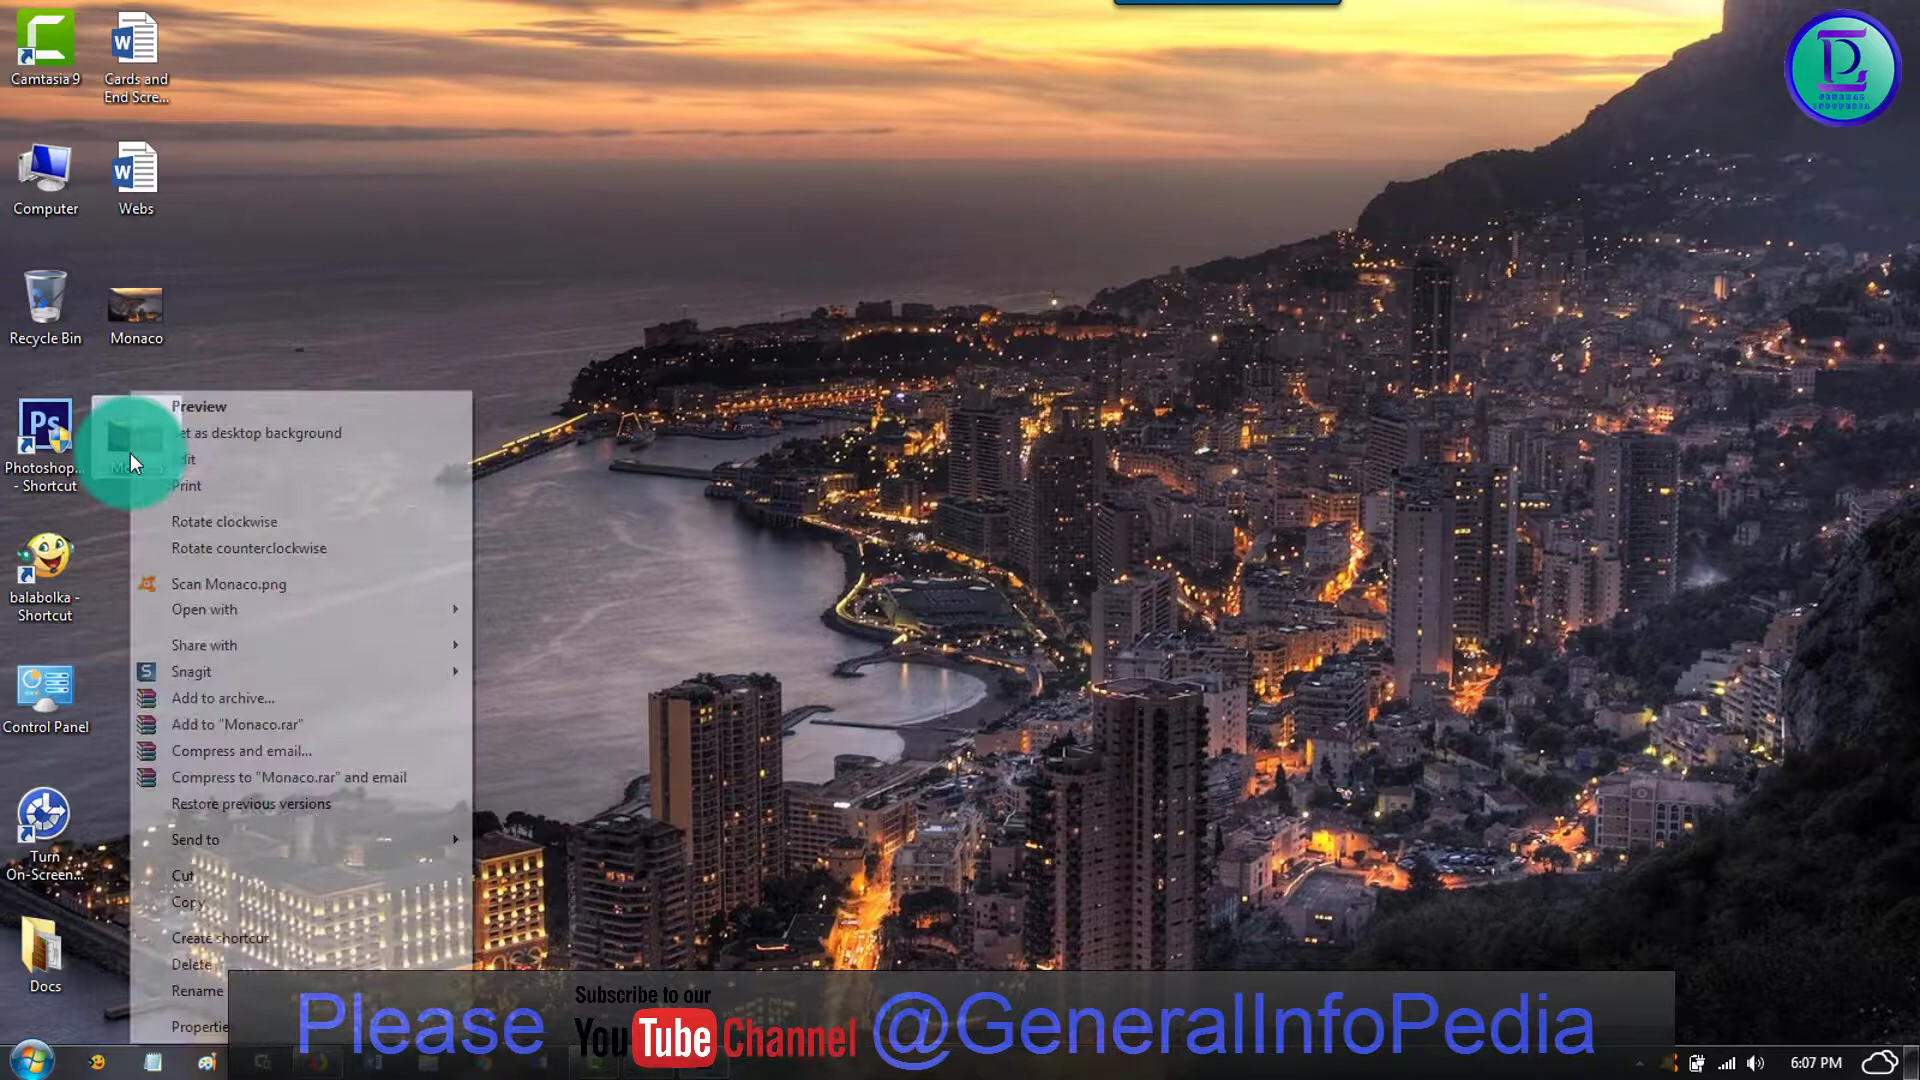 Camtasia 9
Cards and
End Scre...
Computer
Webs
Recycle Bin
Monaco
Photoshop...
- Shortcut
balabolka -
Shortcut
Control Panel
Turn
On-Screen...
Docs
Preview
et as desktop background
dit
Print
Rotate clockwise
Rotate counterclockwise
Scan Monaco.png
Open with
Share with
Snagit
Add to archive...
Add to "Monaco.rar"
Compress and email...
Compress to "Monaco.rar" and email
Restore previous versions
Send to
Cut
Copy
Create shortcut
Delete
Rename
Propertie
Please
Subscribe to our
YouTube Channel
@GeneralInfoPedia
6:07 PM
GENERAL
INFOPEDIA